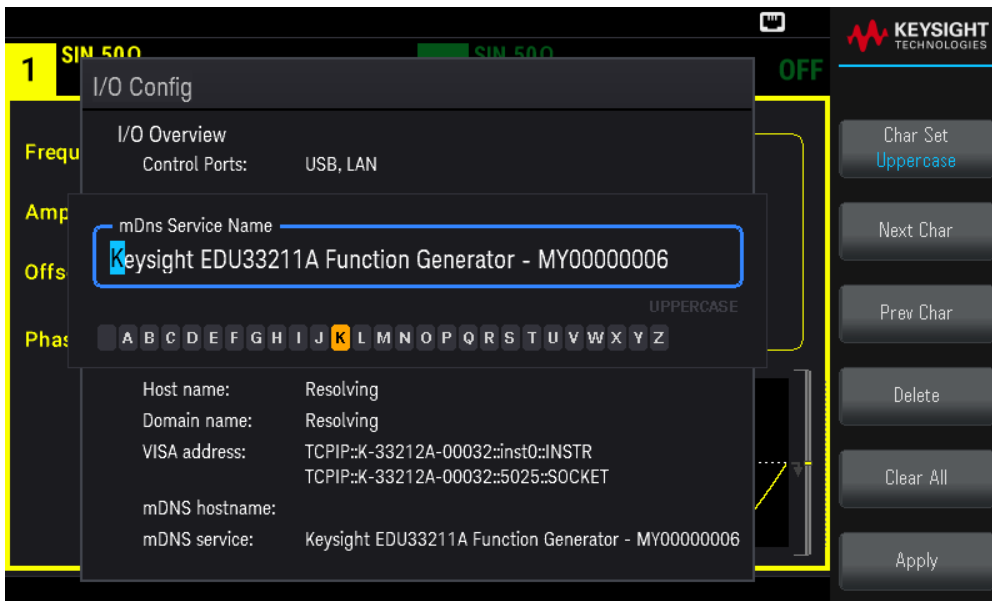 KEYSIGHT
TECHNOLOGIES
1
SIN 50Ω
SIN 50Ω
OFF
I/O Config
I/O Overview
Control Ports: USB, LAN
mDns Service Name
Keysight EDU33211A Function Generator - MY00000006
UPPERCASE
A B C D E F G H I J K L M N O P Q R S T U V W X Y Z
Host name: Resolving
Domain name: Resolving
VISA address: TCPIP::K-33212A-00032::inst0::INSTR
TCPIP::K-33212A-00032::5025::SOCKET
mDNS hostname:
mDNS service: Keysight EDU33211A Function Generator - MY00000006
Frequ
Amp
Offs
Phas
Char Set
Uppercase
Next Char
Prev Char
Delete
Clear All
Apply